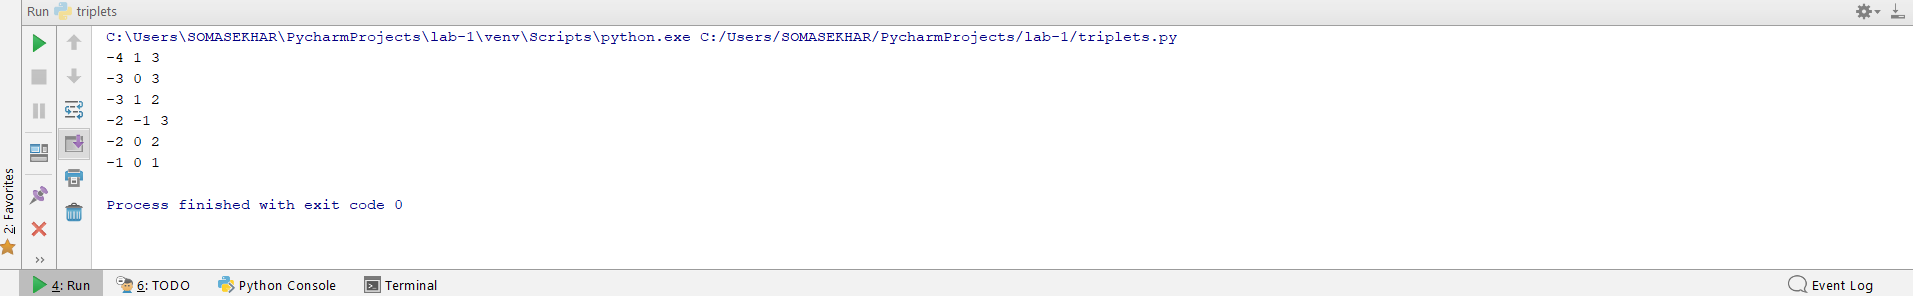 Run triplets
C:\Users\SOMASEKHAR\PycharmProjects\lab-1\venv\Scripts\python.exe C:/Users/SOMASEKHAR/PycharmProjects/lab-1/triplets.py
-4 1 3
-3 0 3
-3 1 2
-2 -1 3
-2 0 2
-1 0 1
Process finished with exit code 0
2: Favorites
>>
4: Run 6: TODO Python Console Terminal Event Log